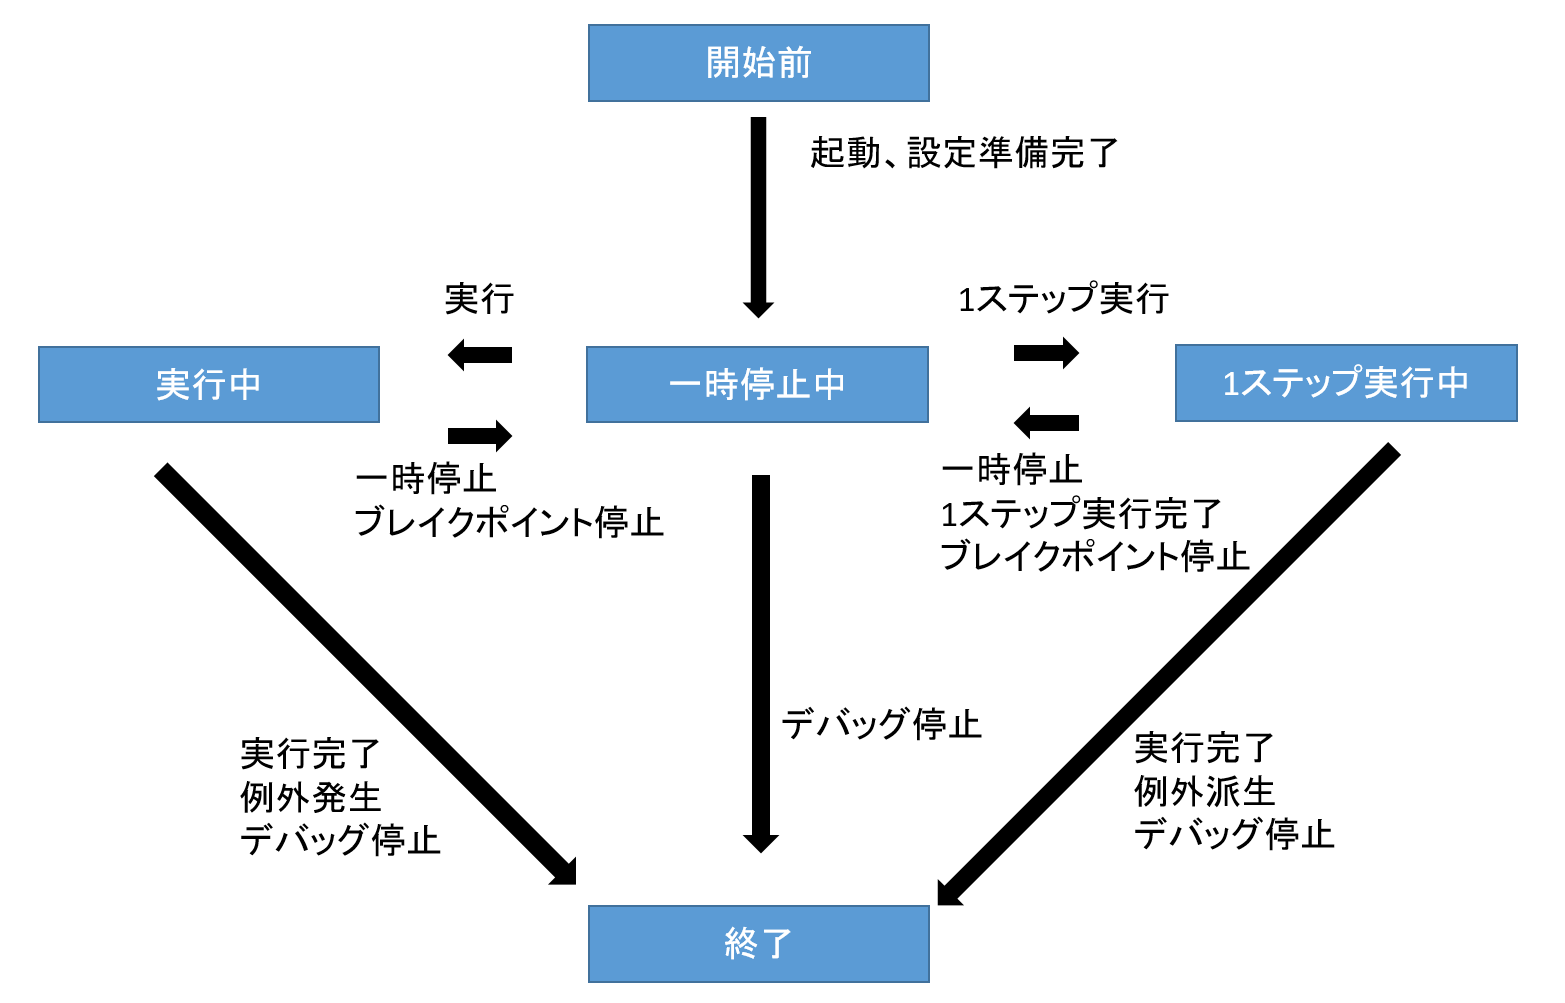 開始前
起動、設定準備完了
実行
1ステップ実行
実行中
一時停止中
1ステップ実行中
一時停止
ブレイクポイント停止
一時停止
1ステップ実行完了
ブレイクポイント停止
デバッグ停止
実行完了
例外発生
デバッグ停止
実行完了
例外派生
デバッグ停止
終了